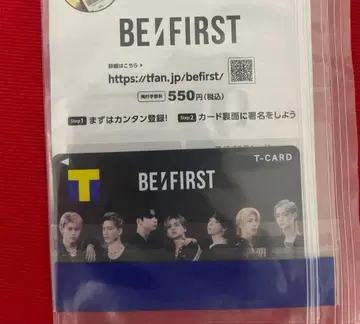 BE:FIRST
詳細はこちら▶
https://tfan.jp/befirst/
発行手数料 550円(税込)
Step1 まずはカンタン登録! Step2 カード裏面に署名をしよう
T-CARD
T BE:FIRST